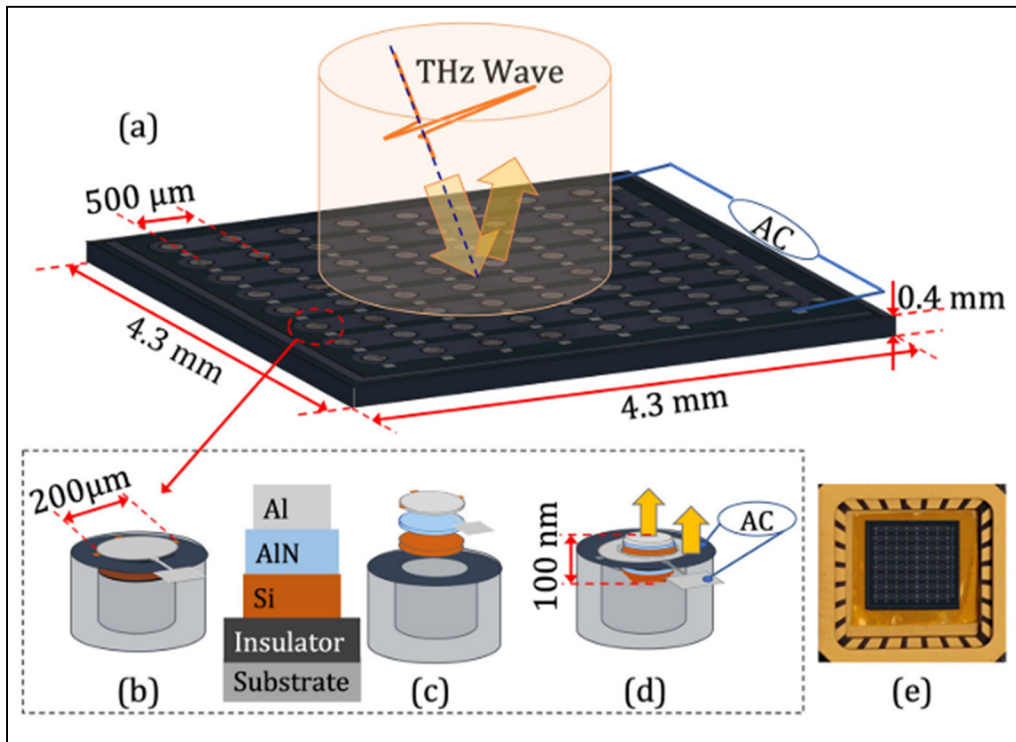 THz Wave
(a)
500 μm
AC
0.4 mm
4.3 mm
4.3 mm
200μm
Al
AlN
Si
Insulator
Substrate
100 nm
AC
(b)
(c)
(d)
(e)